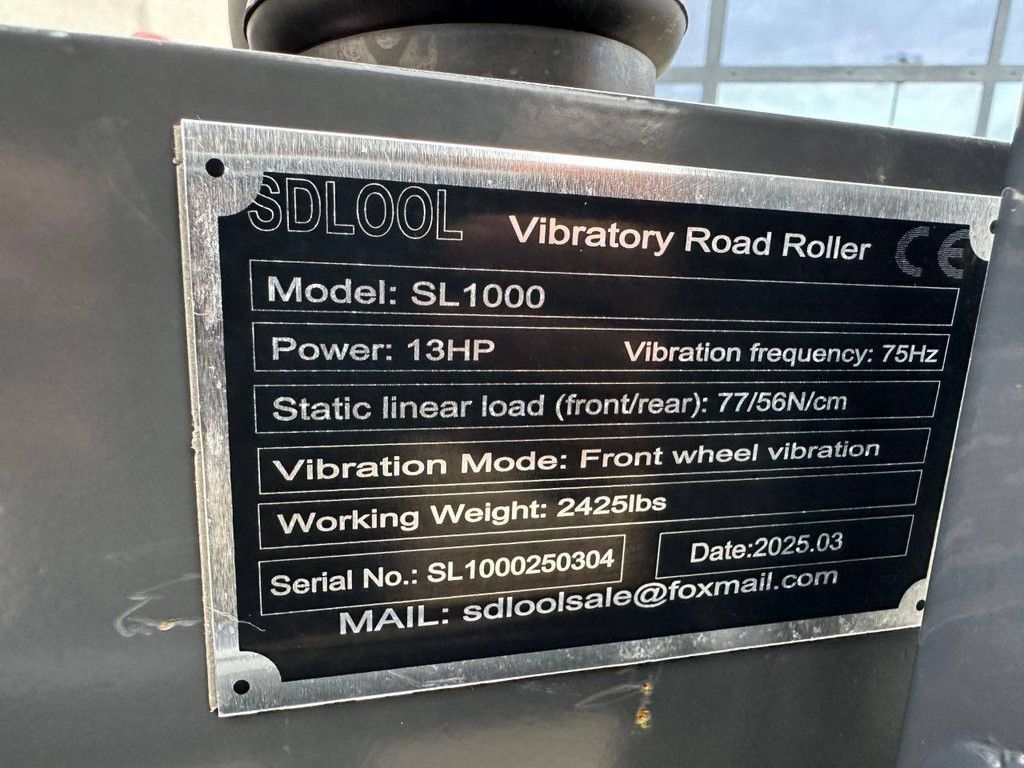 SDLOOL Vibratory Road Roller CE
Model: SL1000
Power: 13HP Vibration frequency: 75Hz
Static linear load (front/rear): 77/56N/cm
Vibration Mode: Front wheel vibration
Working Weight: 2425lbs
Serial No.: SL1000250304 Date:2025.03
MAIL: sdloolsale@foxmail.com